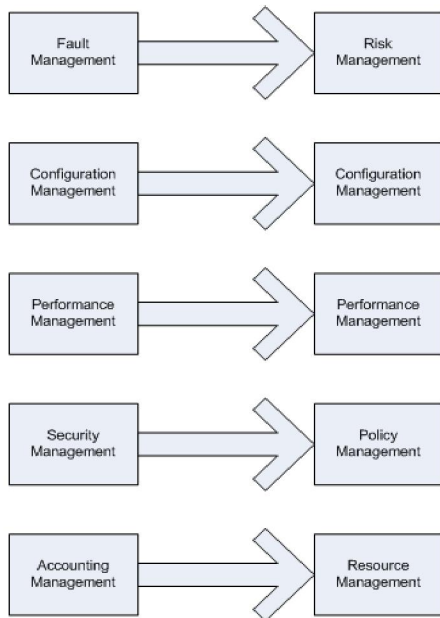 Fault
Management
Risk
Management
Configuration
Management
Configuration
Management
Performance
Management
Performance
Management
Security
Management
Policy
Management
Accounting
Management
Resource
Management